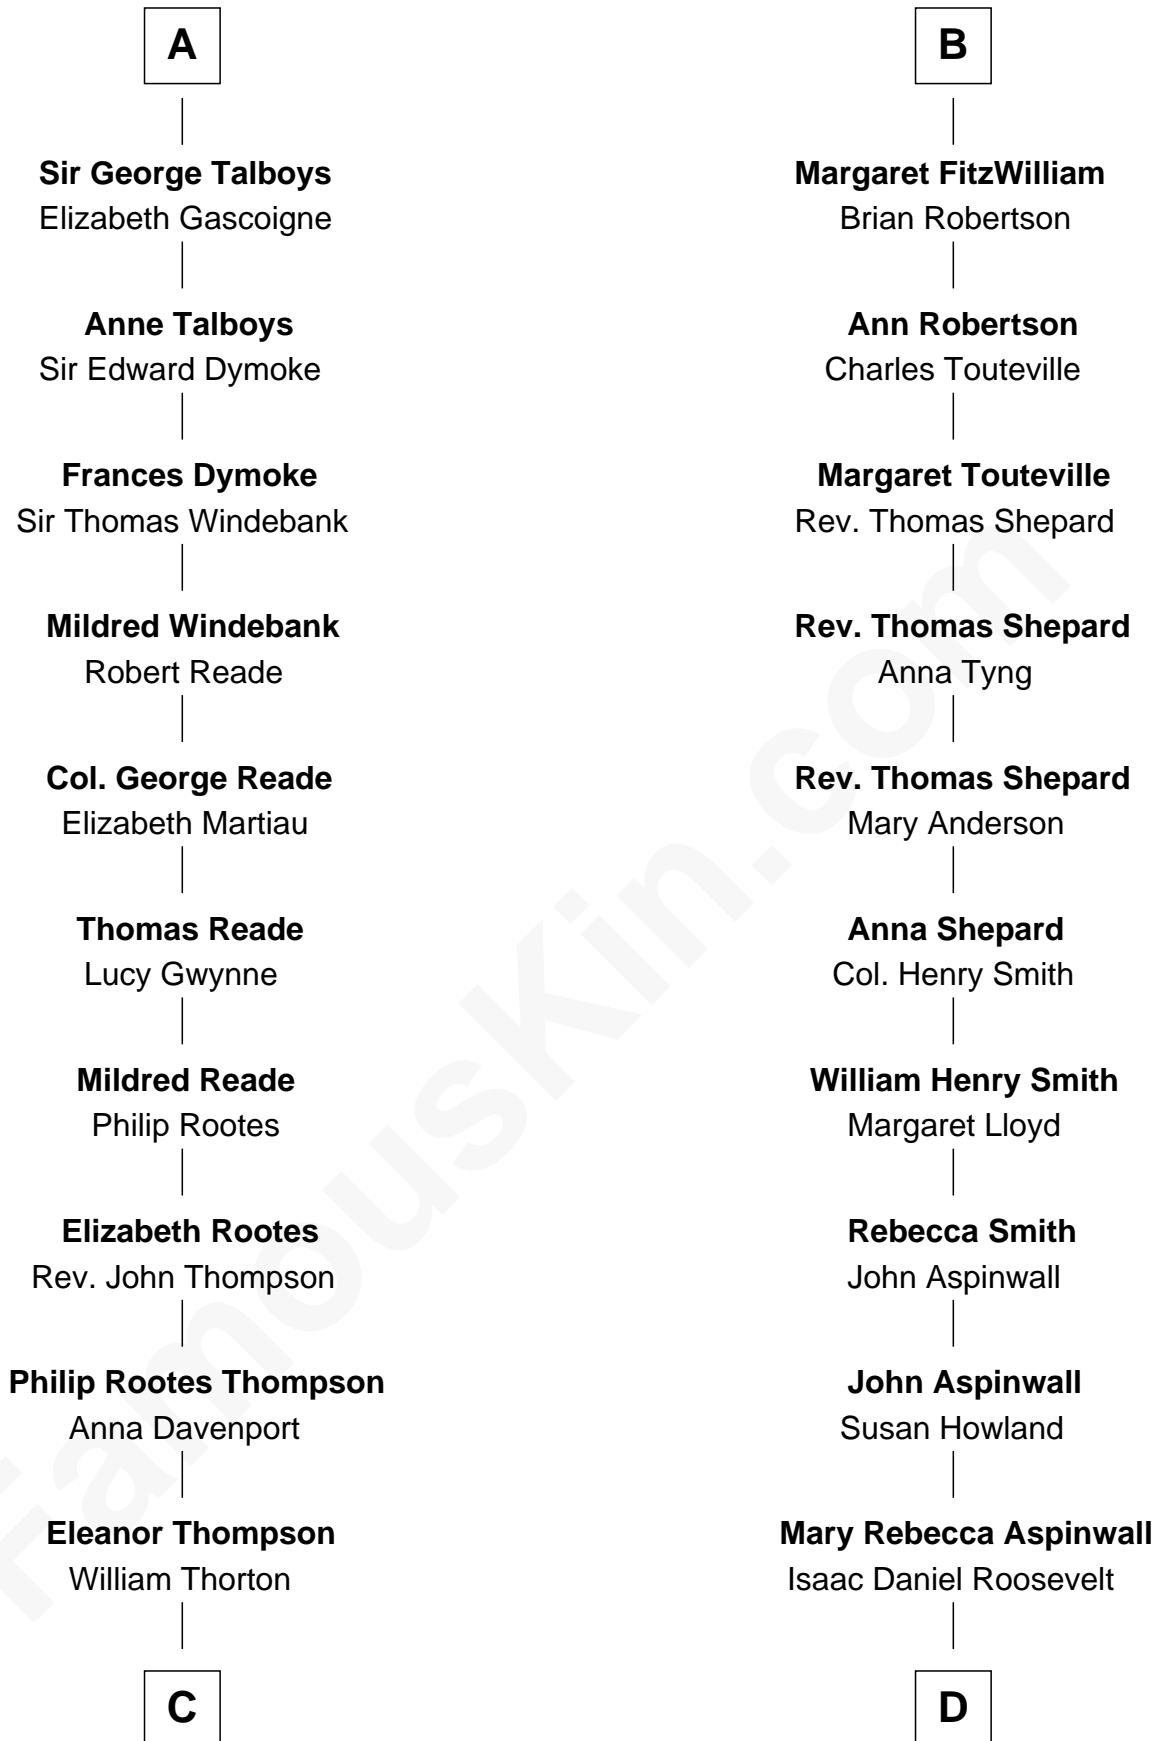 A
Sir George Talboys
Elizabeth Gascoigne
Anne Talboys
Sir Edward Dymoke
Frances Dymoke
Sir Thomas Windebank
Mildred Windebank
Robert Reade
Col. George Reade
Elizabeth Martiau
Thomas Reade
Lucy Gwynne
Mildred Reade
Philip Rootes
Elizabeth Rootes
Rev. John Thompson
Philip Rootes Thompson
Anna Davenport
Eleanor Thompson
William Thorton
C
B
Margaret FitzWilliam
Brian Robertson
Ann Robertson
Charles Touteville
Margaret Touteville
Rev. Thomas Shepard
Rev. Thomas Shepard
Anna Tyng
Rev. Thomas Shepard
Mary Anderson
Anna Shepard
Col. Henry Smith
William Henry Smith
Margaret Lloyd
Rebecca Smith
John Aspinwall
John Aspinwall
Susan Howland
Mary Rebecca Aspinwall
Isaac Daniel Roosevelt
D
FamousKin.com